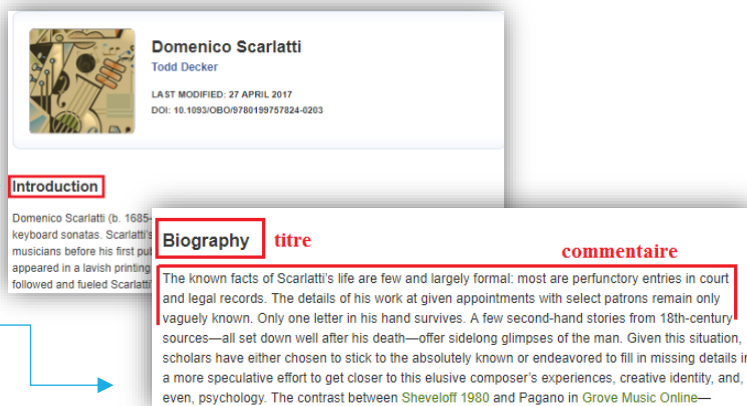 Domenico Scarlatti
Todd Decker
LAST MODIFIED: 27 APRIL 2017
DOI: 10.1093/OBO/9780199757824-0203
Introduction
Domenico Scarlatti (b. 1685-
keyboard sonatas. Scarlatti's
musicians before his first
appeared in a lavish printing
followed and fueled Scarlatti
Biography titre
commentaire
The known facts of Scarlatti's life are few and largely formal: most are perfunctory entries in court
and legal records. The details of his work at given appointments with select patrons remain only
vaguely known. Only one letter in his hand survives. A few second-hand stories from 18th-century
sources—all set down well after his death—offer sidelong glimpses of the man. Given this situation,
scholars have either chosen to stick to the absolutely known or endeavored to fill in missing details in
a more speculative effort to get closer to this elusive composer's experiences, creative identity, and,
even, psychology. The contrast between Sheveloff 1980 and Pagano in Grove Music Online—